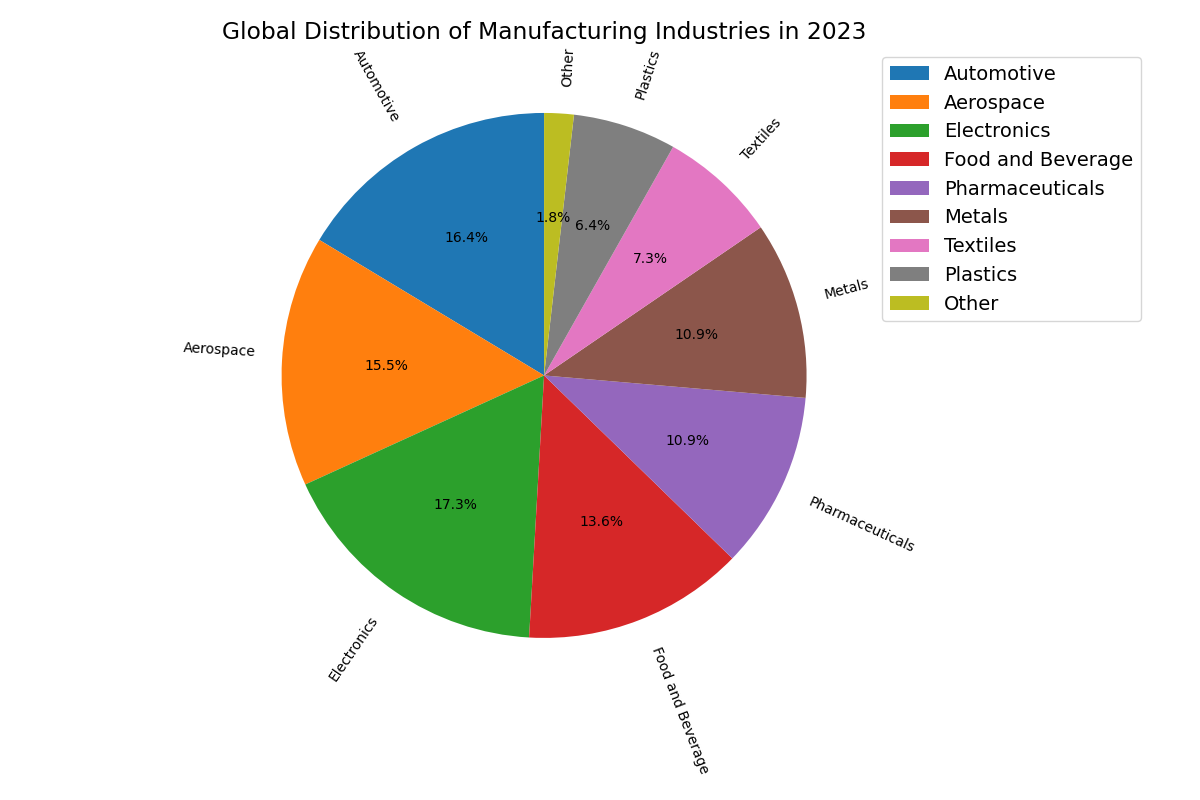 Global Distribution of Manufacturing Industries in 2023
Automotive
Aerospace
Electronics
Food and Beverage
Pharmaceuticals
Metals
Textiles
Plastics
Other
16.4%
15.5%
17.3%
13.6%
10.9%
10.9%
7.3%
6.4%
1.8%
Automotive
Aerospace
Electronics
Food and Beverage
Pharmaceuticals
Metals
Textiles
Plastics
Other